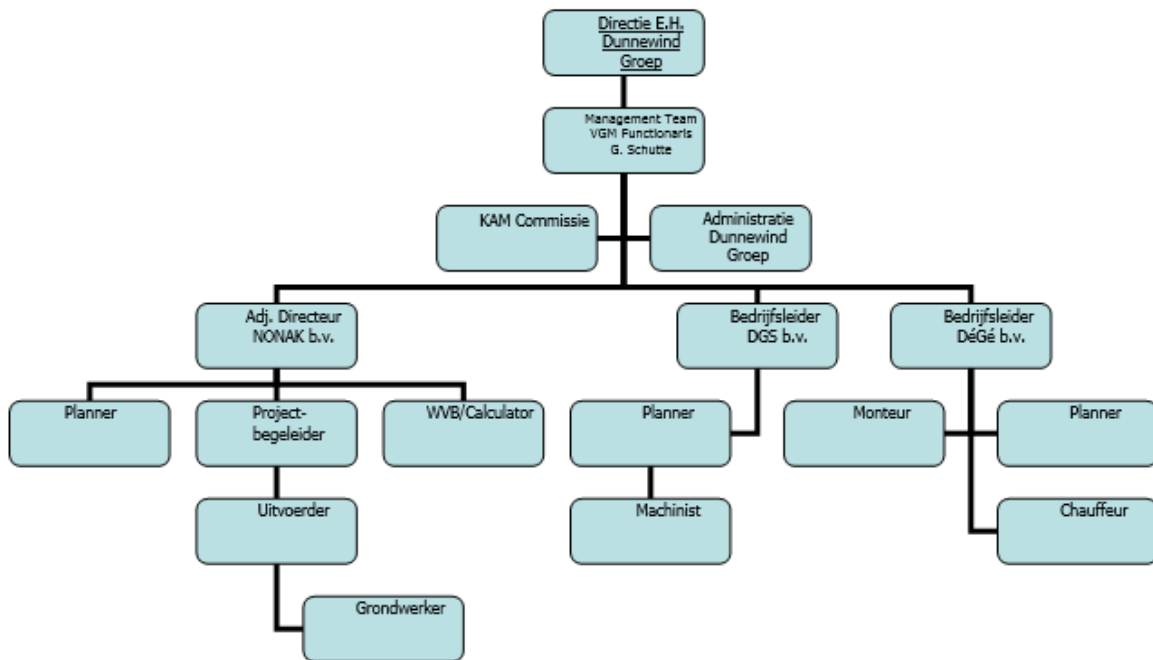 Directie E.H.
Dunnewind
Groep
Management Team
VGM Functionaris
G. Schutte
KAM Commissie
Administratie
Dunnewind
Groep
Adj. Directeur
NONAK b.v.
Bedrijfsleider
DGS b.v.
Bedrijfsleider
DéGé b.v.
Planner
Project-
begeleider
WVB/Calculator
Planner
Monteur
Planner
Uitvoerder
Machinist
Chauffeur
Grondwerker